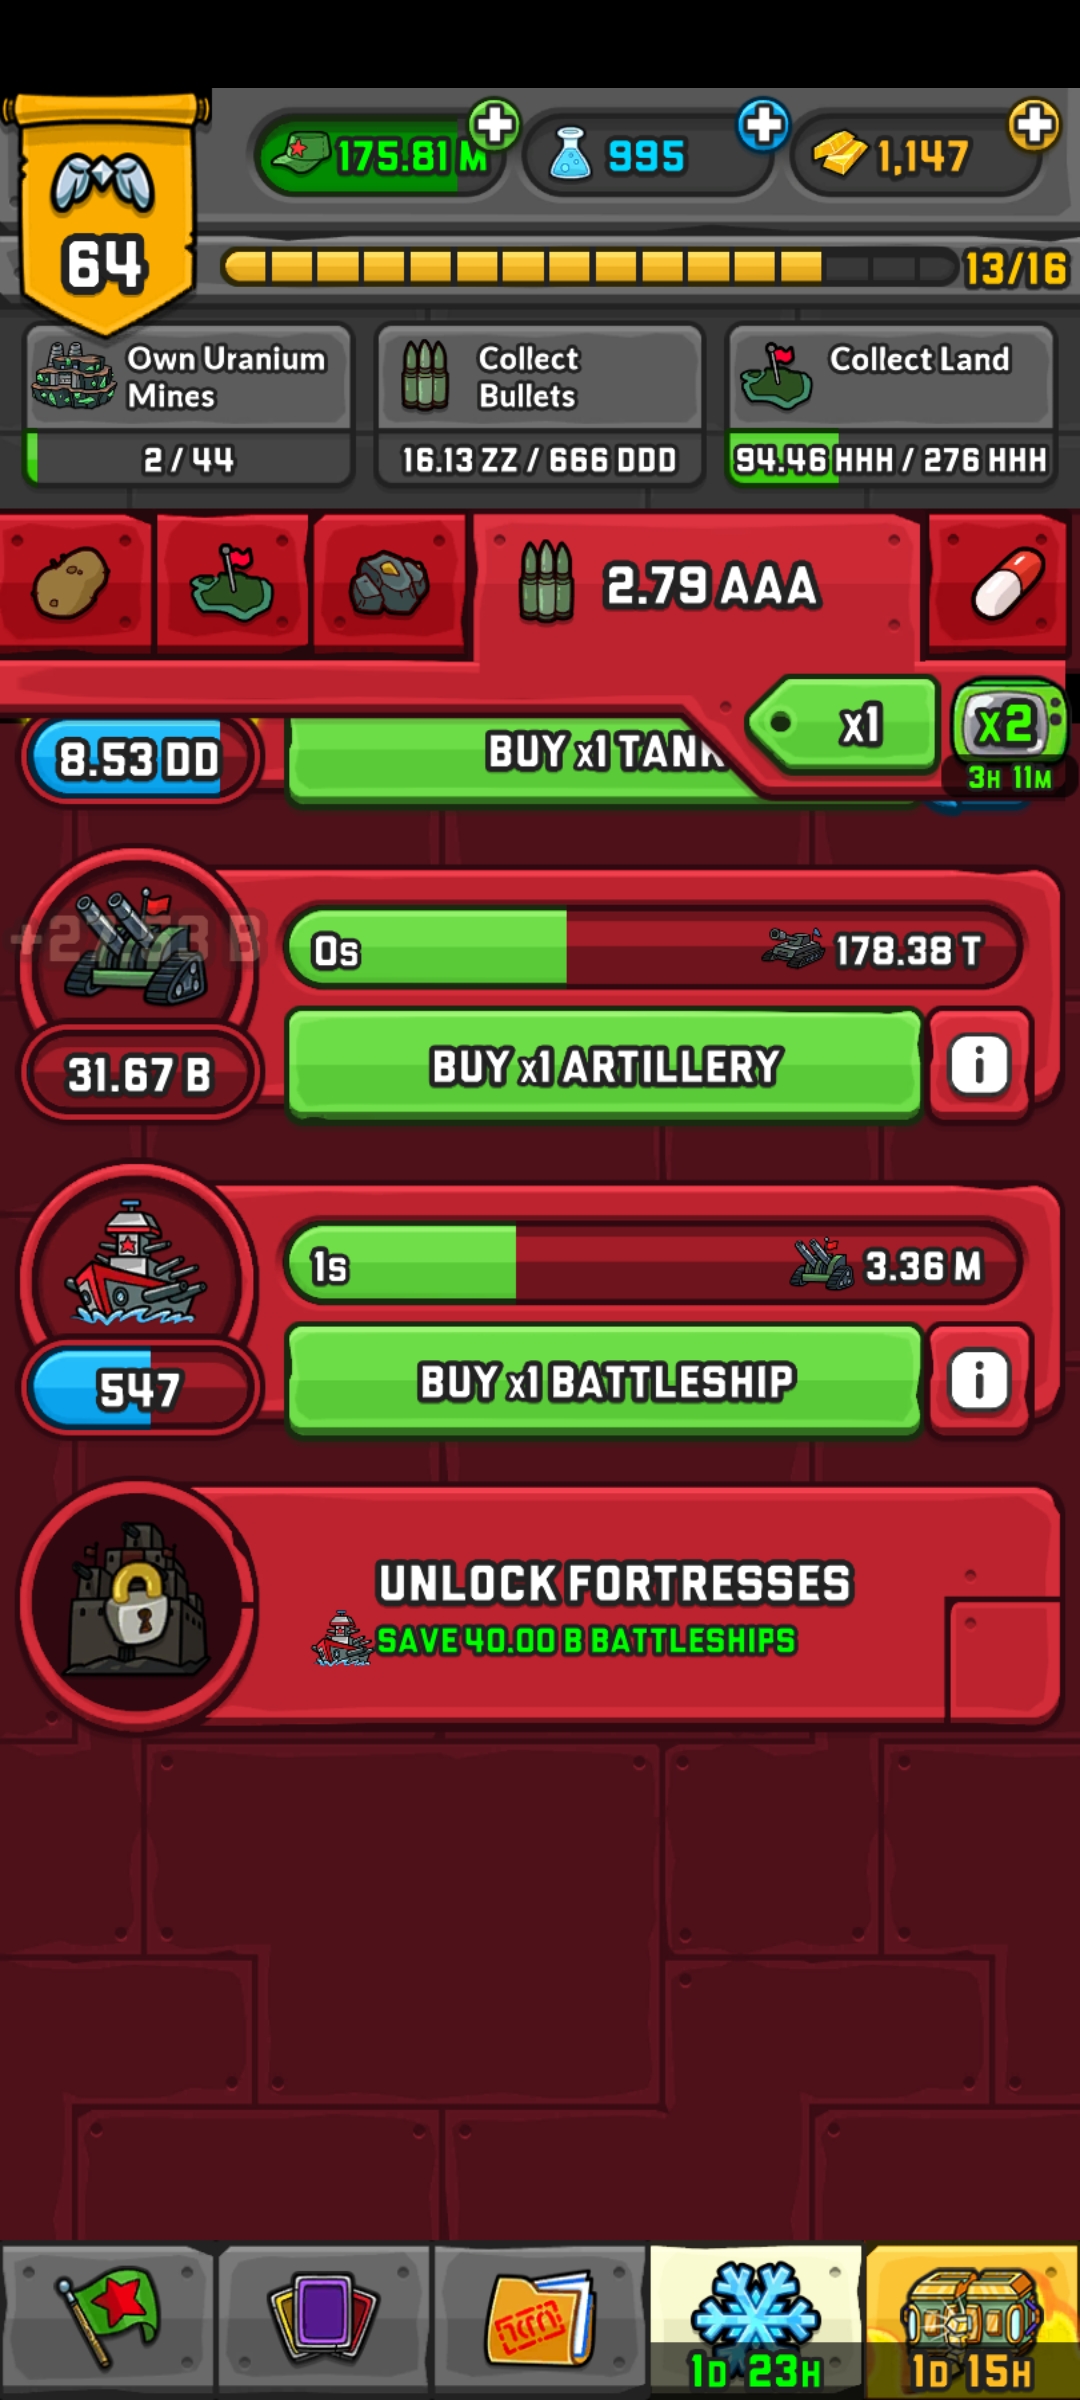 64
175.81 M
995
1,147
13/16
Own Uranium
Mines
2 / 44
Collect
Bullets
16.13 ZZ / 666 DDD
Collect Land
94.46 HHH / 276 HHH
2.79 AAA
x1
x2
3H 11M
8.53 DD
BUY x1 TANK
0s
178.38 T
31.67 B
BUY x1 ARTILLERY
i
1s
3.36 M
547
BUY x1 BATTLESHIP
i
UNLOCK FORTRESSES
SAVE 40.00 B BATTLESHIPS
1D 23H
1D 15H